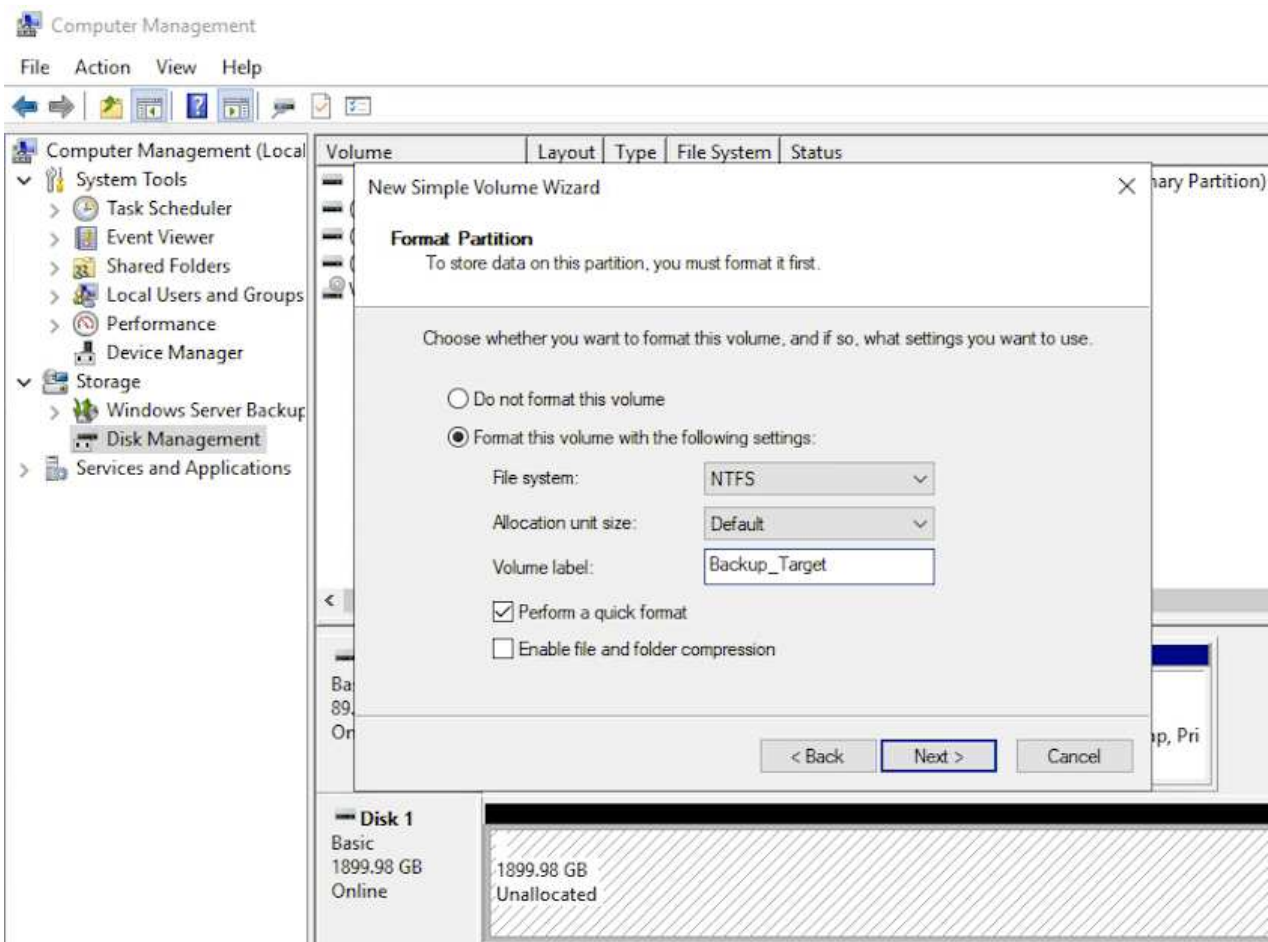 Computer Management
File Action View Help
Computer Management (Local
System Tools
Task Scheduler
Event Viewer
Shared Folders
Local Users and Groups
Performance
Device Manager
Storage
Windows Server Backup
Disk Management
Services and Applications
Volume Layout Type File System Status
New Simple Volume Wizard
Format Partition
To store data on this partition, you must format it first.
Choose whether you want to format this volume, and if so, what settings you want to use.
Do not format this volume
Format this volume with the following settings:
File system: NTFS
Allocation unit size: Default
Volume label: Backup_Target
Perform a quick format
Enable file and folder compression
< Back Next > Cancel
Partition)
Disk 1
Basic
1899.98 GB
Online
1899.98 GB
Unallocated